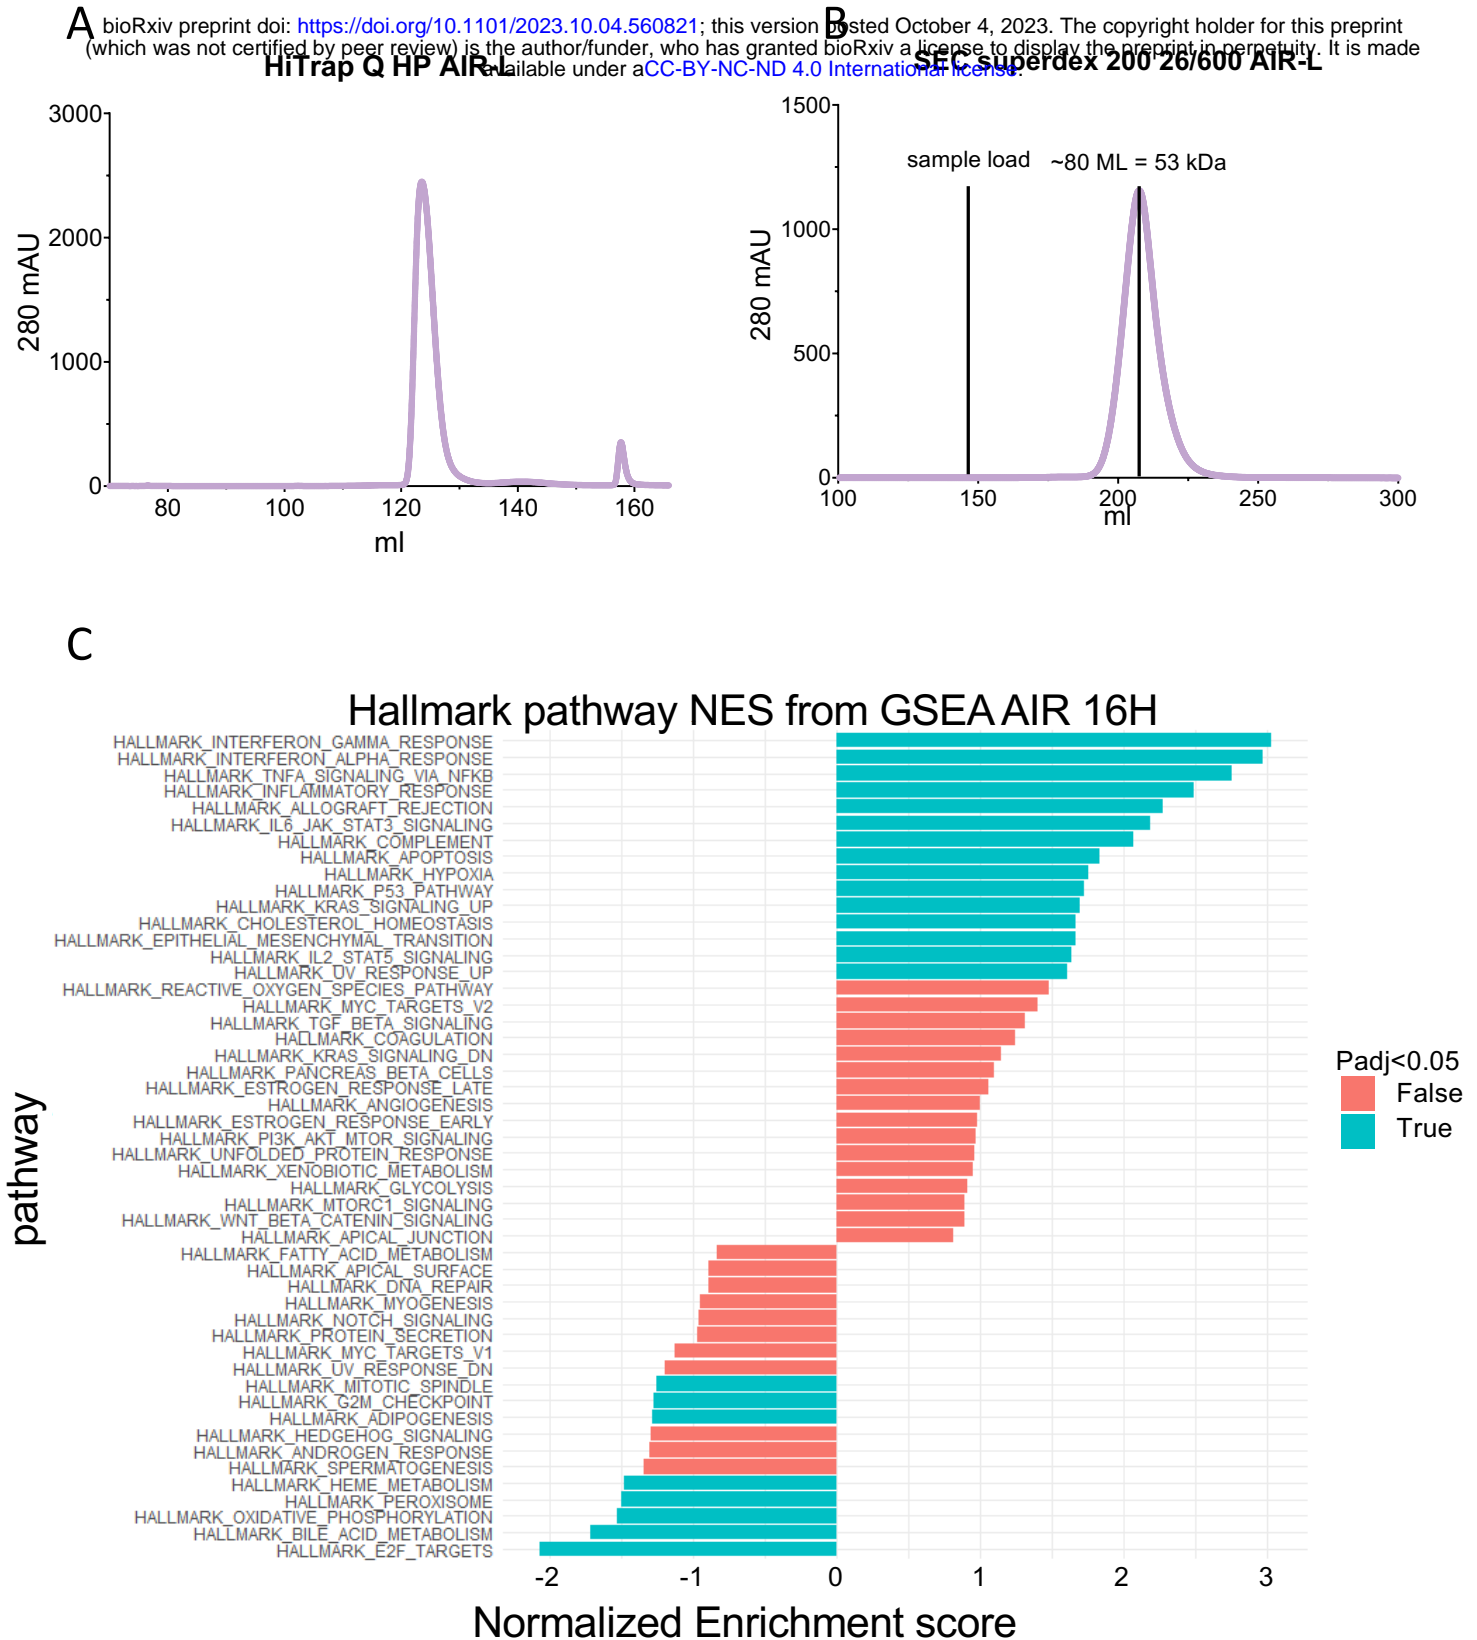 A
bioRxiv preprint doi: https://doi.org/10.1101/2023.10.04.560821; this version posted October 4, 2023. The copyright holder for this preprint
(which was not certified by peer review) is the author/funder, who has granted bioRxiv a license to display the preprint in perpetuity. It is made
available under aCC-BY-NC-ND 4.0 International license.
HiTrap Q HP AIR-L
3000
2000
1000
0
280 mAU
80 100 120 140 160
ml
B
SEC superdex 200 26/600 AIR-L
1500
1000
500
0
280 mAU
sample load ~80 ML = 53 kDa
100 150 200 250 300
ml
C
Hallmark pathway NES from GSEA AIR 16H
HALLMARK_INTERFERON_GAMMA_RESPONSE
HALLMARK_INTERFERON_ALPHA_RESPONSE
HALLMARK_TNFA_SIGNALING_VIA_NFKB
HALLMARK_INFLAMMATORY_RESPONSE
HALLMARK_ALLOGRAFT_REJECTION
HALLMARK_IL6_JAK_STAT3_SIGNALING
HALLMARK_COMPLEMENT
HALLMARK_APOPTOSIS
HALLMARK_HYPOXIA
HALLMARK_P53_PATHWAY
HALLMARK_KRAS_SIGNALING_UP
HALLMARK_CHOLESTEROL_HOMEOSTASIS
HALLMARK_EPITHELIAL_MESENCHYMAL_TRANSITION
HALLMARK_IL2_STAT5_SIGNALING
HALLMARK_UV_RESPONSE_UP
HALLMARK_REACTIVE_OXYGEN_SPECIES_PATHWAY
HALLMARK_MYC_TARGETS_V2
HALLMARK_TGF_BETA_SIGNALING
HALLMARK_COAGULATION
HALLMARK_KRAS_SIGNALING_DN
HALLMARK_PANCREAS_BETA_CELLS
HALLMARK_ESTROGEN_RESPONSE_LATE
HALLMARK_ANGIOGENESIS
HALLMARK_ESTROGEN_RESPONSE_EARLY
HALLMARK_PI3K_AKT_MTOR_SIGNALING
HALLMARK_UNFOLDED_PROTEIN_RESPONSE
HALLMARK_XENOBIOTIC_METABOLISM
HALLMARK_GLYCOLYSIS
HALLMARK_MTORC1_SIGNALING
HALLMARK_WNT_BETA_CATENIN_SIGNALING
HALLMARK_APICAL_JUNCTION
HALLMARK_FATTY_ACID_METABOLISM
HALLMARK_APICAL_SURFACE
HALLMARK_DNA_REPAIR
HALLMARK_MYOGENESIS
HALLMARK_NOTCH_SIGNALING
HALLMARK_PROTEIN_SECRETION
HALLMARK_MYC_TARGETS_V1
HALLMARK_UV_RESPONSE_DN
HALLMARK_MITOTIC_SPINDLE
HALLMARK_G2M_CHECKPOINT
HALLMARK_ADIPOGENESIS
HALLMARK_HEDGEHOG_SIGNALING
HALLMARK_ANDROGEN_RESPONSE
HALLMARK_SPERMATOGENESIS
HALLMARK_HEME_METABOLISM
HALLMARK_PEROXISOME
HALLMARK_OXIDATIVE_PHOSPHORYLATION
HALLMARK_BILE_ACID_METABOLISM
HALLMARK_E2F_TARGETS
pathway
-2 -1 0 1 2 3
Normalized Enrichment score
Padj<0.05
False
True